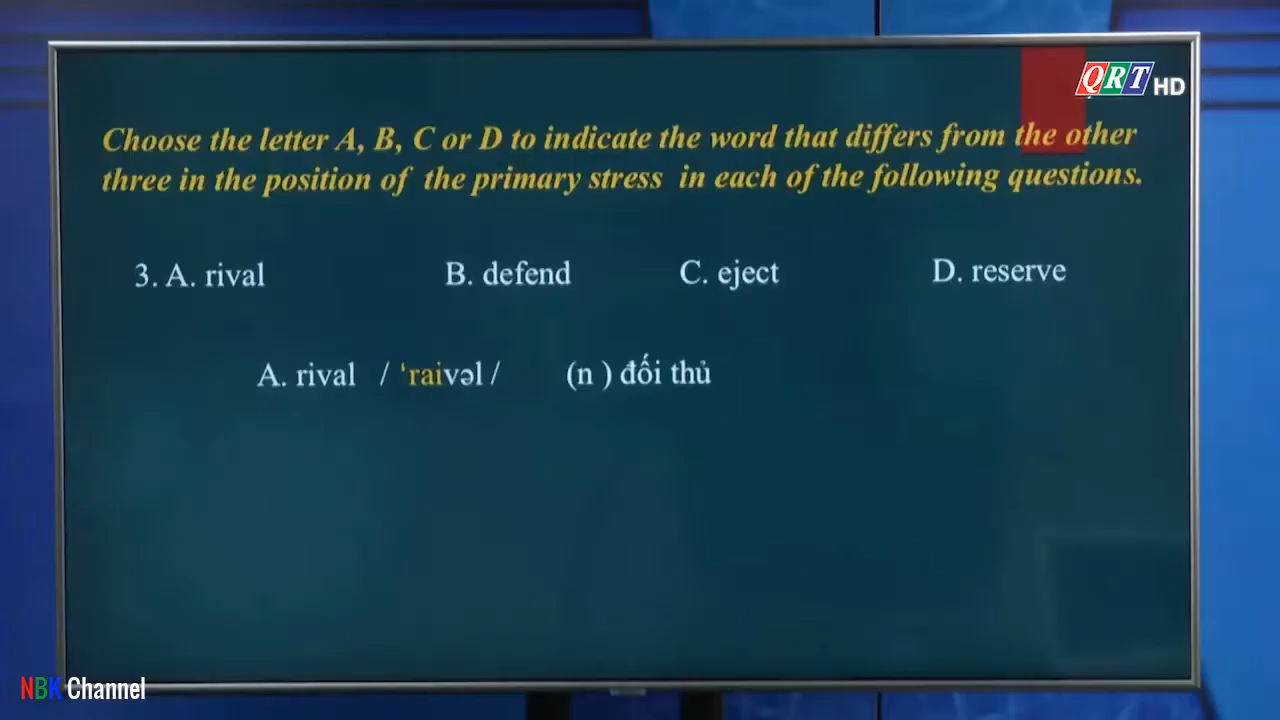 QRT HD
Choose the letter A, B, C or D to indicate the word that differs from the other
three in the position of the primary stress in each of the following questions.
3. A. rival B. defend C. eject D. reserve
A. rival / ‘raivəl / (n ) đối thủ
NBK Channel